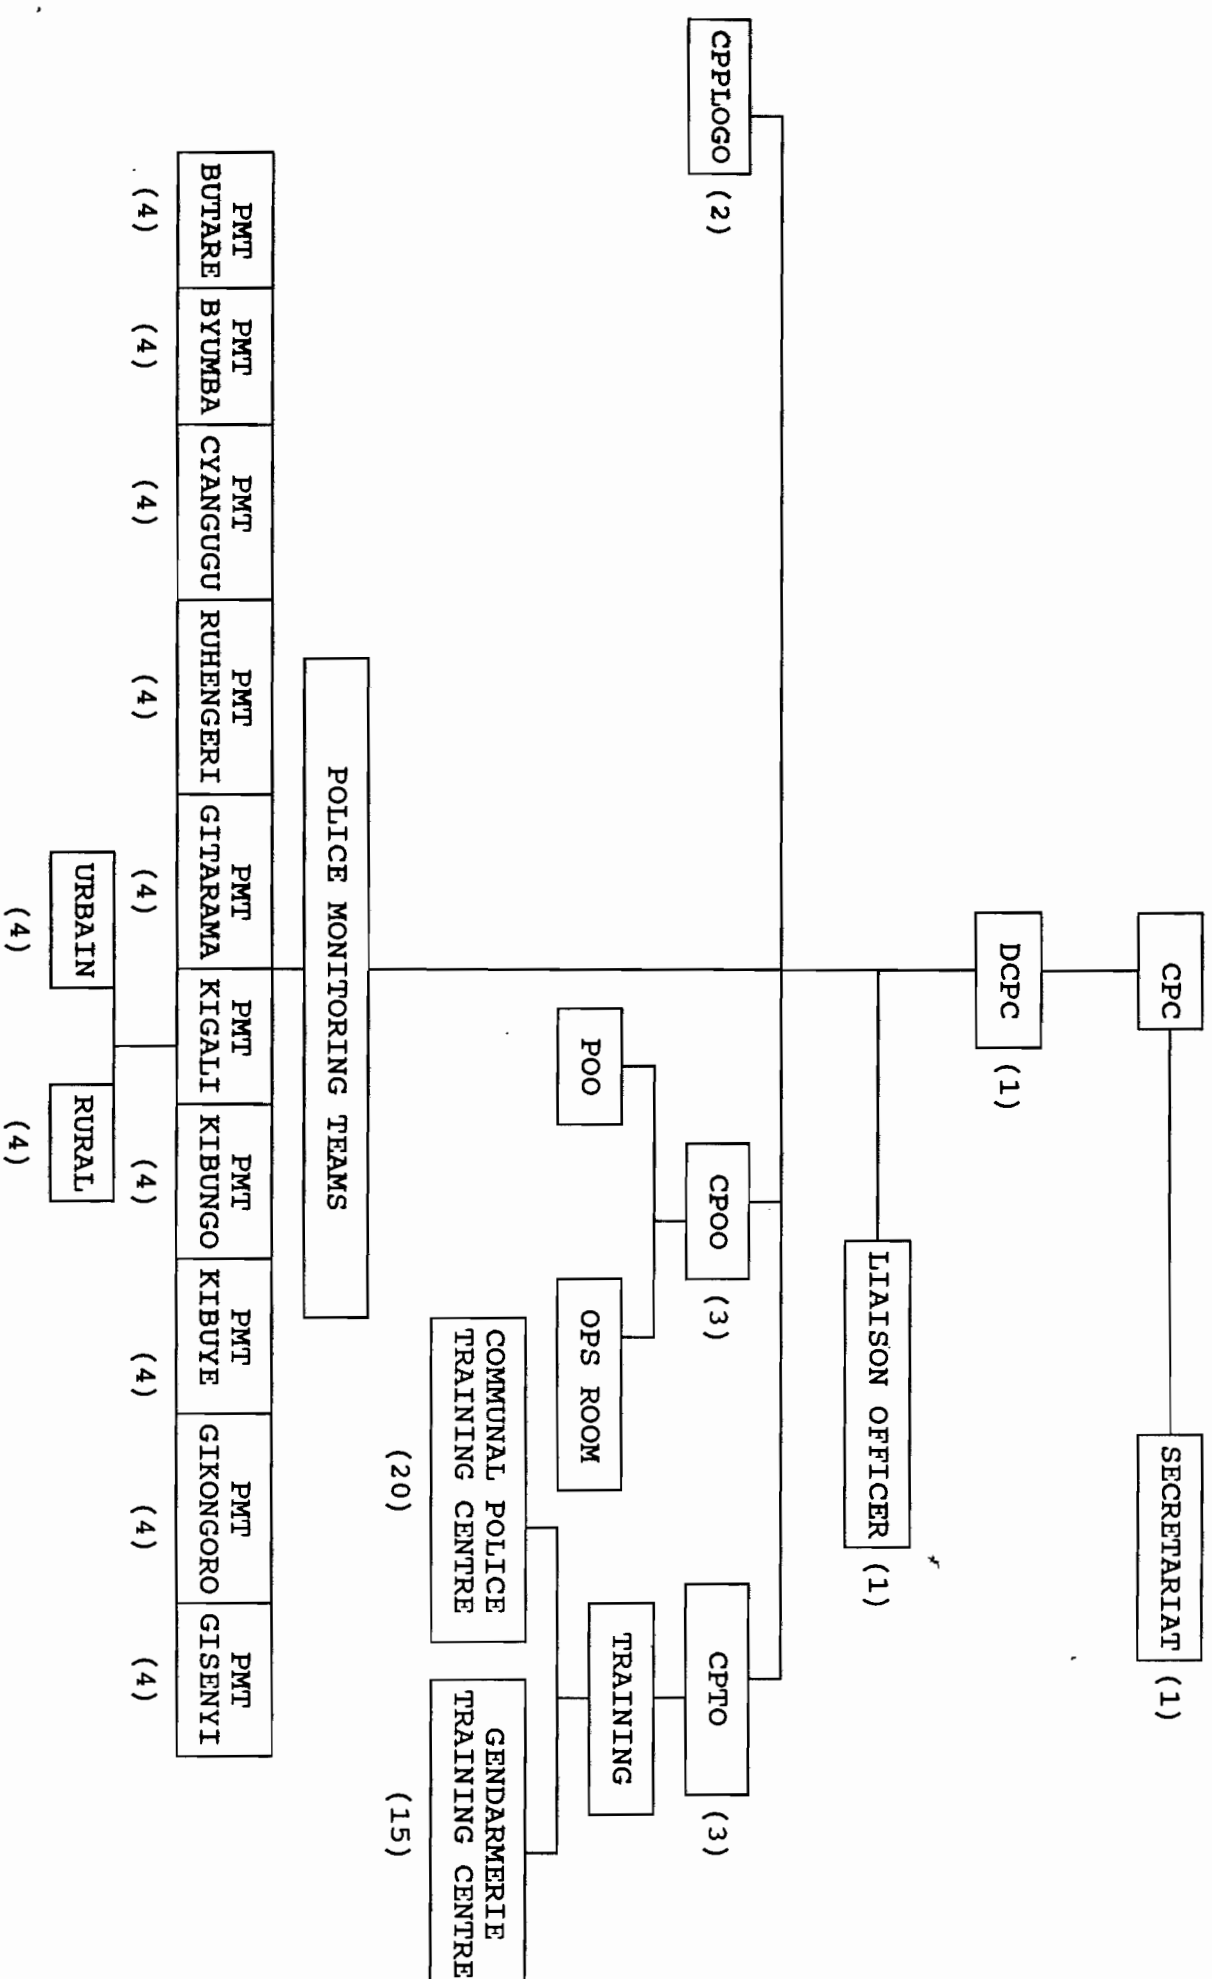 CPC
SECRETARIAT (1)
DCPC (1)
LIAISON OFFICER (1)
CPPLOGO (2)
CPOO (3)
CPTO (3)
POO
OPS ROOM
TRAINING
COMMUNAL POLICE
TRAINING CENTRE
(20)
GENDARMERIE
TRAINING CENTRE
(15)
POLICE MONITORING TEAMS
PMT
BUTARE
(4)
PMT
BYUMBA
(4)
PMT
CYANGUGU
(4)
PMT
RUHENGERI
(4)
PMT
GITARAMA
(4)
PMT
KIGALI
PMT
KIBUNGO
(4)
PMT
KIBUYE
(4)
PMT
GIKONGORO
(4)
PMT
GISENYI
(4)
URBAIN
(4)
RURAL
(4)